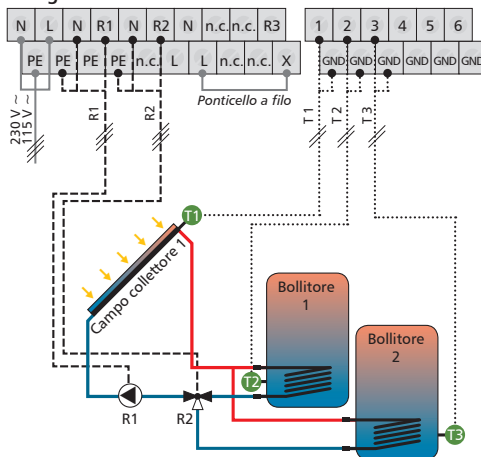 N L N R1 N R2 N n.c. n.c. R3 1 2 3 4 5 6
PE PE PE PE n.c. L L n.c. n.c. X GND GND GND GND GND GND
230 V ~
115 V ~
R1
R2
Ponticello a filo
T 1
T 2
T 3
T1
Campo collettore 1
Bollitore
1
Bollitore
2
T2
T3
R1
R2